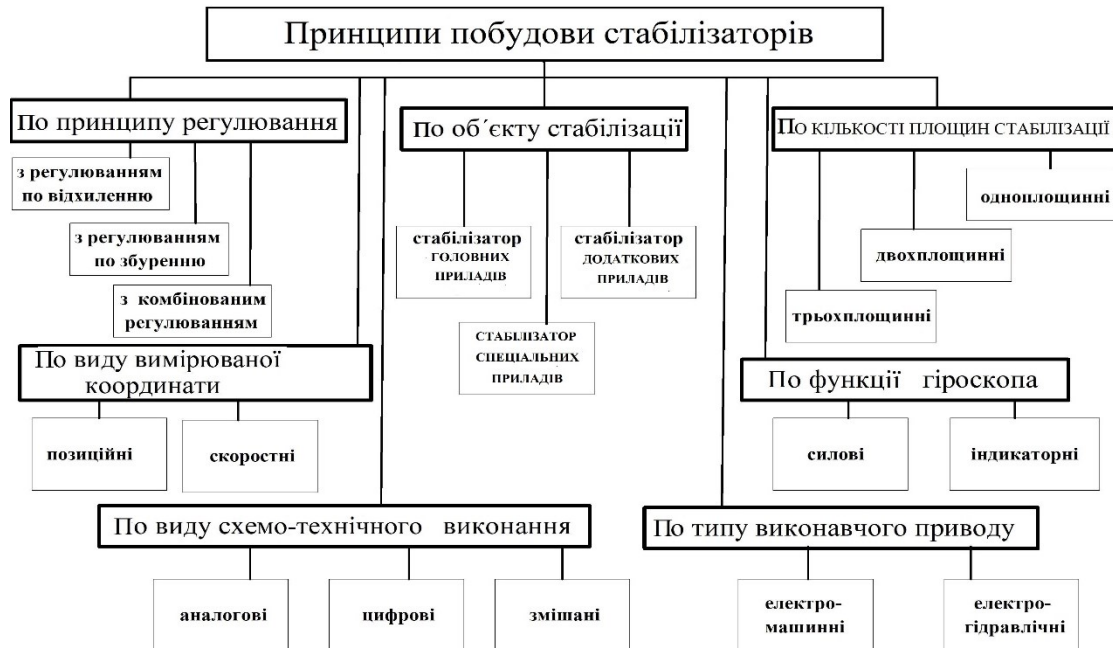 Принципи побудови стабілізаторів
По принципу регулювання
з регулюванням
по відхиленню
з регулюванням
по збуренню
з комбінованим
регулюванням
По об´єкту стабілізації
стабілізатор
ГОЛОВНИХ
ПРИЛАДІВ
стабілізатор
ДОДАТКОВИХ
ПРИЛАДІВ
СТАБІЛІЗАТОР
СПЕЦІАЛЬНИХ
ПРИЛАДІВ
ПО КІЛЬКОСТІ ПЛОЩИН СТАБІЛІЗАЦІЇ
одноплощинні
двохплощинні
трьохплощинні
По виду вимірюваної
координати
позиційні
скоростні
По функції гіроскопа
силові
індикаторні
По виду схемо-технічного виконання
аналогові
цифрові
змішані
По типу виконавчого приводу
електро-
машинні
електро-
гідравлічні